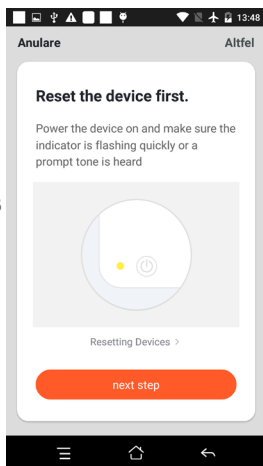 13:48
Anulare Altfel
Reset the device first.
Power the device on and make sure the
indicator is flashing quickly or a
prompt tone is heard
Resetting Devices >
next step